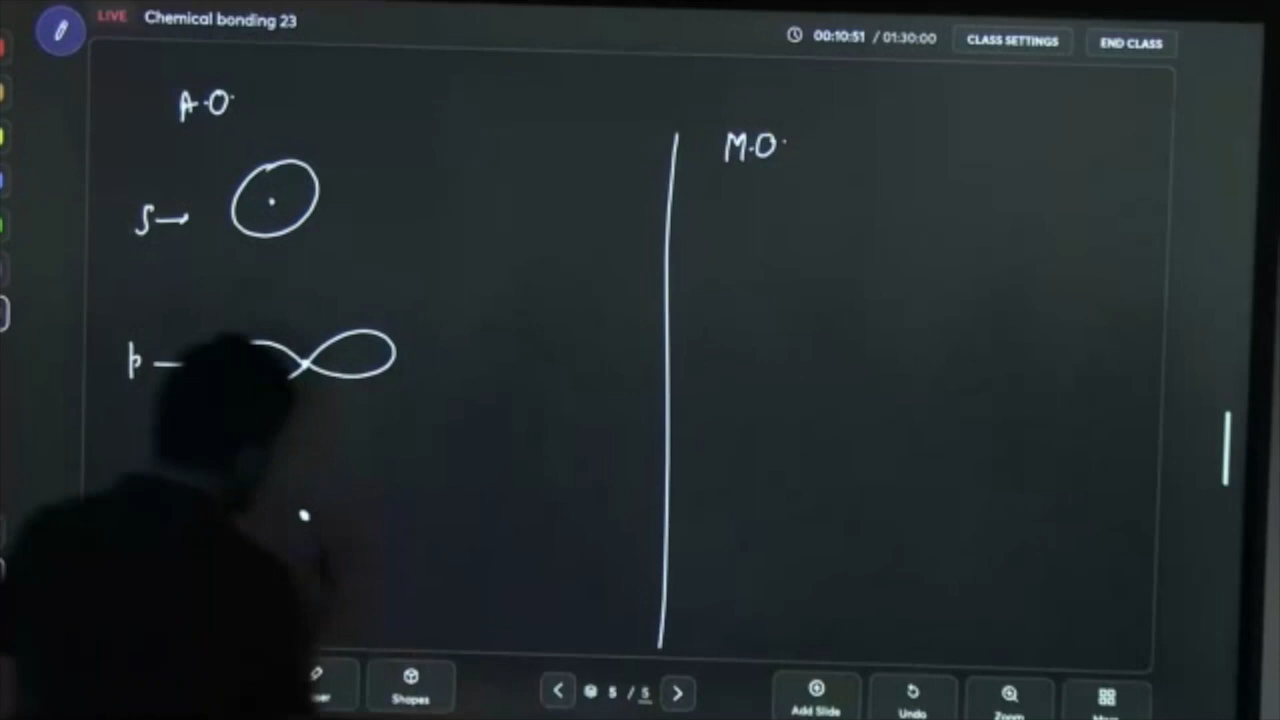 LIVE Chemical bonding 23
00:10:51 / 01:30:00 CLASS SETTINGS END CLASS
A.O.
M.O.
S→
p —
Shapes
5 / 5
Add Slide
Undo
Zoom